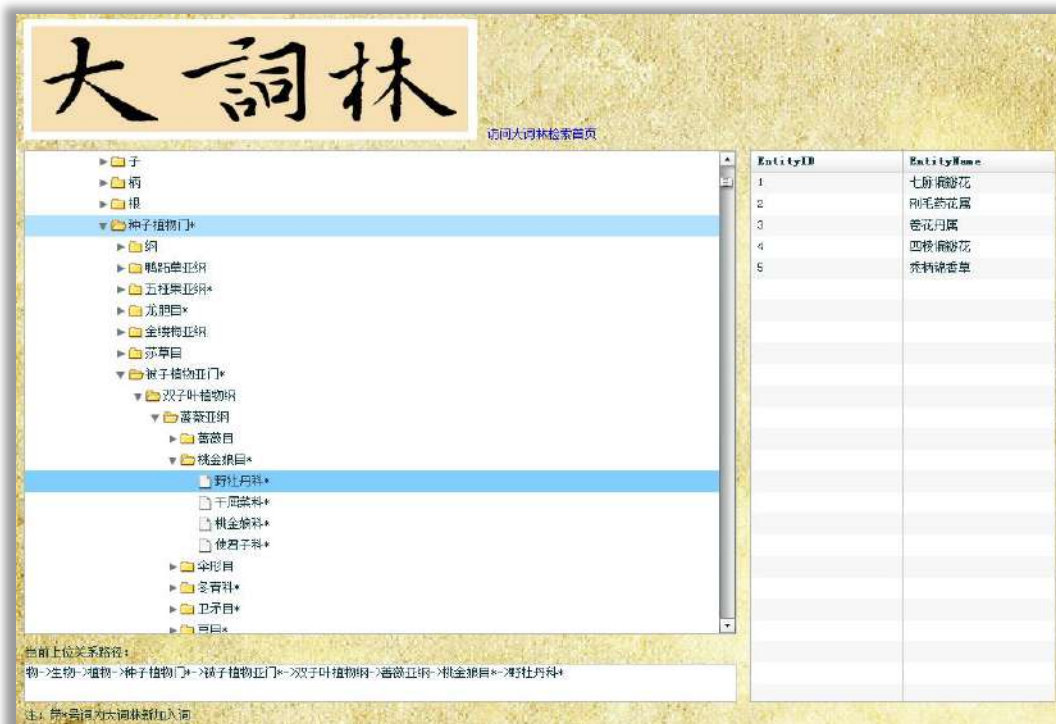 大詞林
访问大词林检索首页
子
柄
根
种子植物门*
纲
鸭跖草亚纲
五桠果亚纲*
龙胆目*
金缕梅亚纲
莎草目
被子植物亚门*
双子叶植物纲
蔷薇亚纲
蔷薇目
桃金娘目*
野牡丹科*
千屈菜科*
桃金娘科*
使君子科*
伞形目
冬青科*
卫矛目*
豆目*
当前上位关系路径：
物->生物->植物->种子植物门*->被子植物亚门*->双子叶植物纲->蔷薇亚纲->桃金娘目*->野牡丹科*
注：带*号词为大词林新加入词
EntityID EntityName
1 七脉偏瓣花
2 刚毛药花属
3 卷花丹属
4 四棱偏瓣花
5 秃柄锦香草